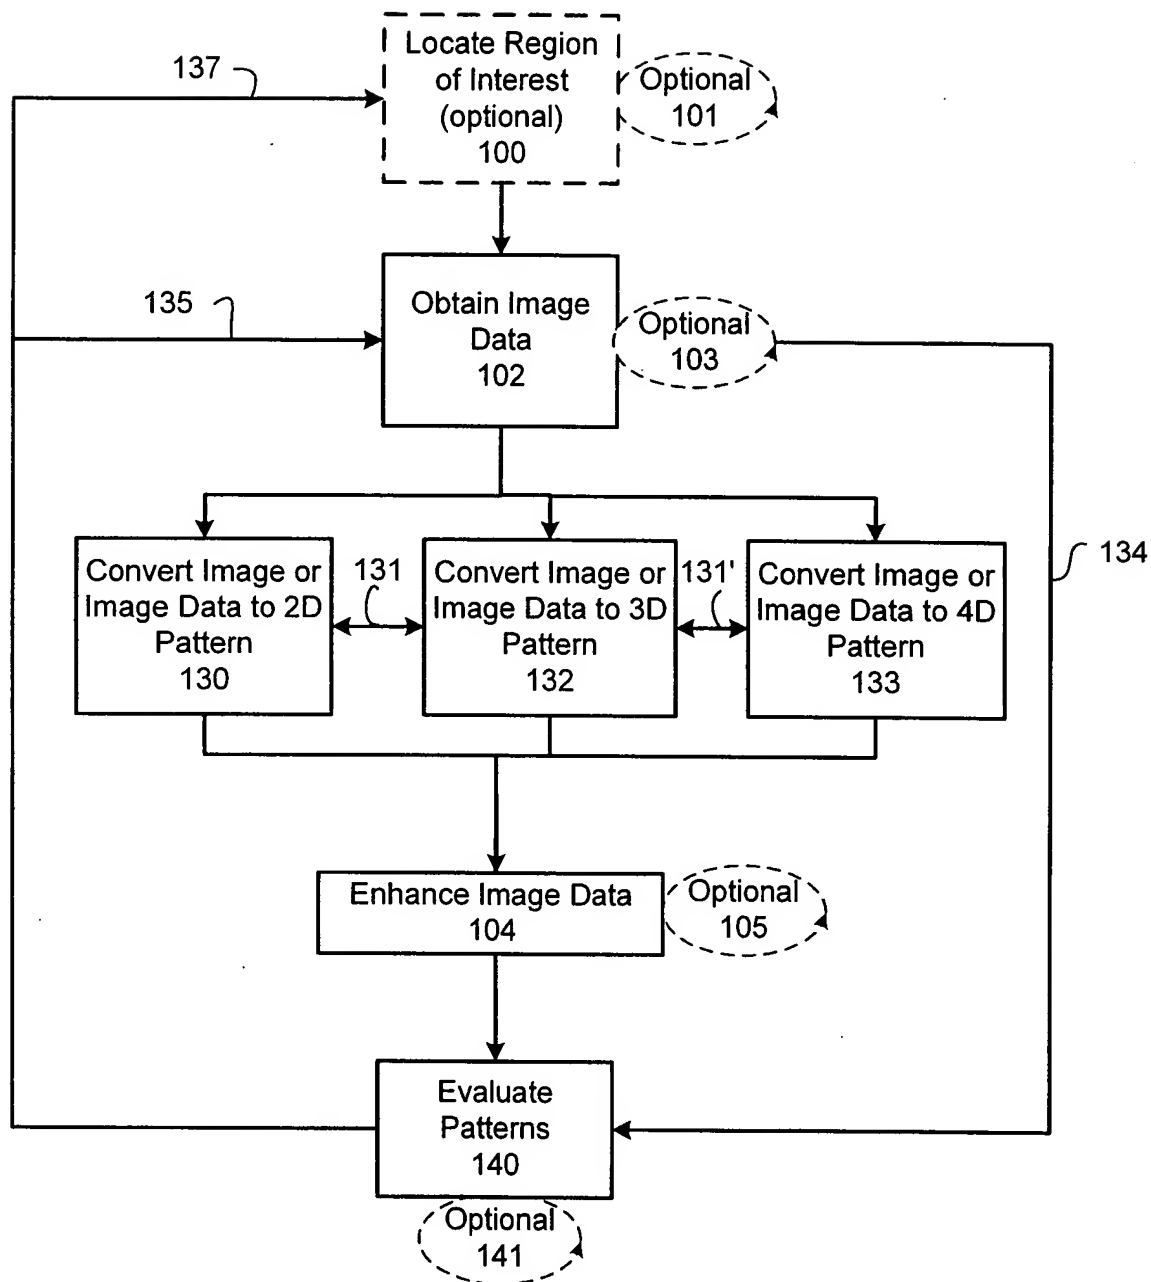 Locate Region
of Interest
(optional)
100
Optional
101
137
Obtain Image
Data
102
Optional
103
135
134
Convert Image or
Image Data to 2D
Pattern
130
131
Convert Image or
Image Data to 3D
Pattern
132
131'
Convert Image or
Image Data to 4D
Pattern
133
Enhance Image Data
104
Optional
105
Evaluate
Patterns
140
Optional
141